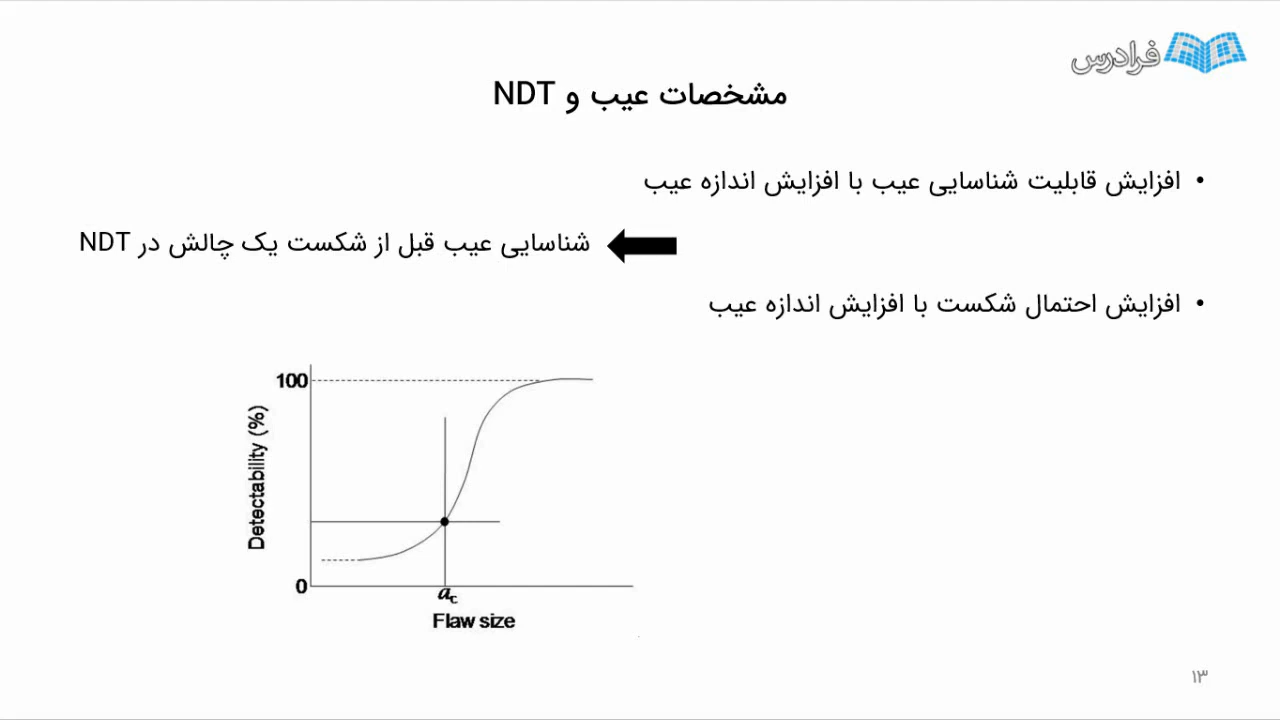 فرادرس
مشخصات عیب و NDT
• افزایش قابلیت شناسایی عیب با افزایش اندازه عیب
شناسایی عیب قبل از شکست یک چالش در NDT
• افزایش احتمال شکست با افزایش اندازه عیب
100
Detectability (%)
0
ac
Flaw size
۱۳